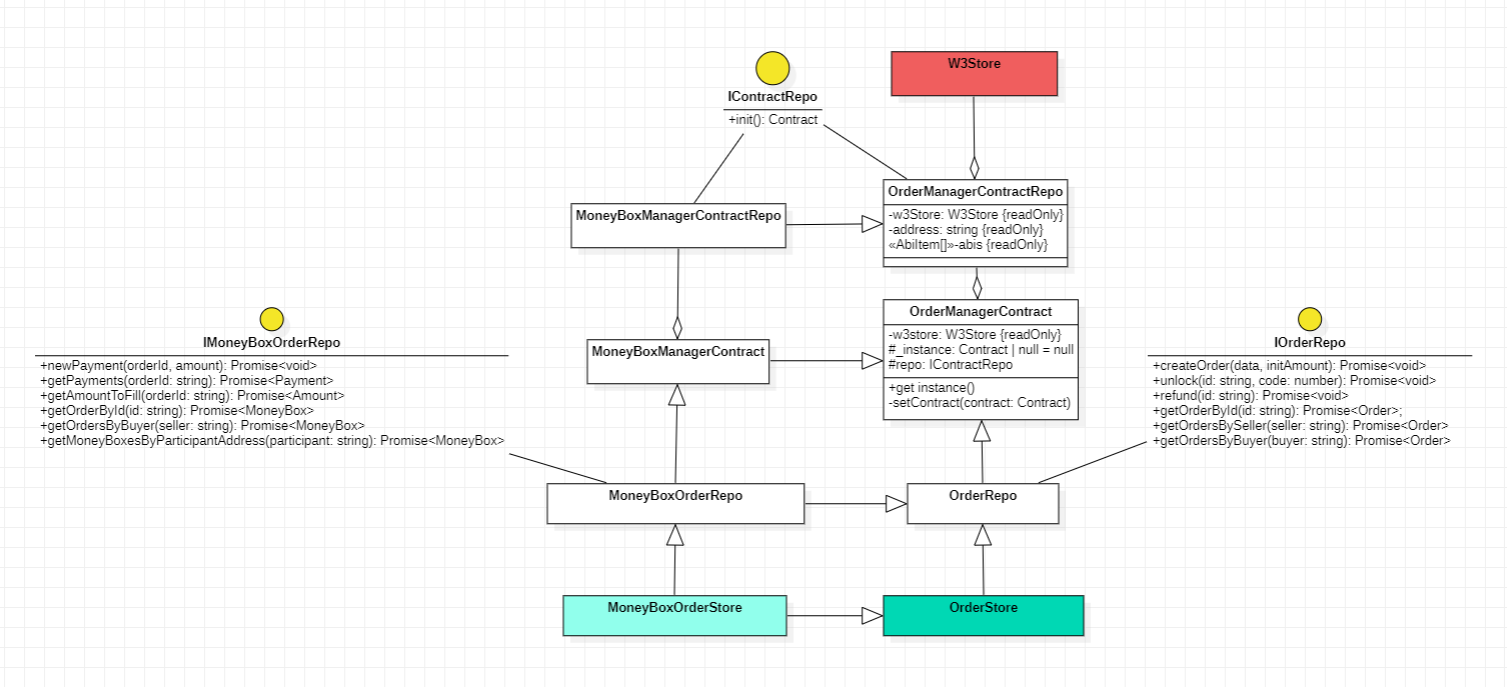 W3Store
IContractRepo
+init(): Contract
OrderManagerContractRepo
-w3Store: W3Store {readOnly}
-address: string {readOnly}
«AbiItem[]»-abis {readOnly}
MoneyBoxManagerContractRepo
OrderManagerContract
-w3store: W3Store {readOnly}
#_instance: Contract | null = null
#repo: IContractRepo
+get instance()
-setContract(contract: Contract)
MoneyBoxManagerContract
IMoneyBoxOrderRepo
+newPayment(orderId, amount): Promise<void>
+getPayments(orderId: string): Promise<Payment>
+getAmountToFill(orderId: string): Promise<Amount>
+getOrderById(id: string): Promise<MoneyBox>
+getOrdersByBuyer(seller: string): Promise<MoneyBox>
+getMoneyBoxesByParticipantAddress(participant: string): Promise<MoneyBox>
IOrderRepo
+createOrder(data, initAmount): Promise<void>
+unlock(id: string, code: number): Promise<void>
+refund(id: string): Promise<void>
+getOrderById(id: string): Promise<Order>;
+getOrdersBySeller(seller: string): Promise<Order>
+getOrdersByBuyer(buyer: string): Promise<Order>
MoneyBoxOrderRepo
OrderRepo
MoneyBoxOrderStore
OrderStore